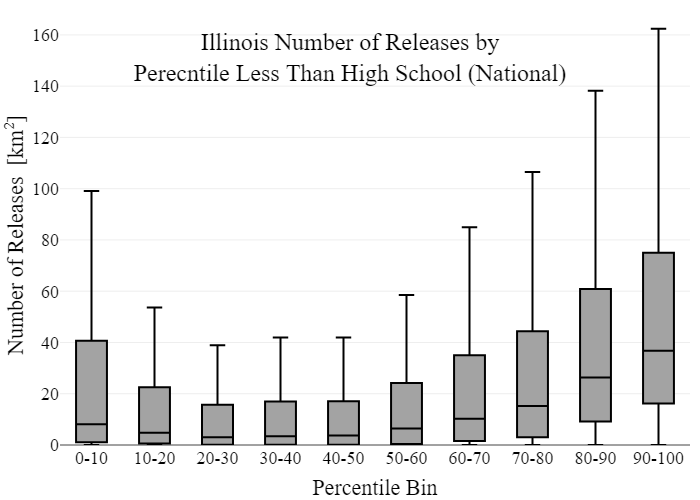 Illinois Number of Releases by
Perecntile Less Than High School (National)
Number of Releases [km²]
160
140
120
100
80
60
40
20
0
0-10 10-20 20-30 30-40 40-50 50-60 60-70 70-80 80-90 90-100
Percentile Bin